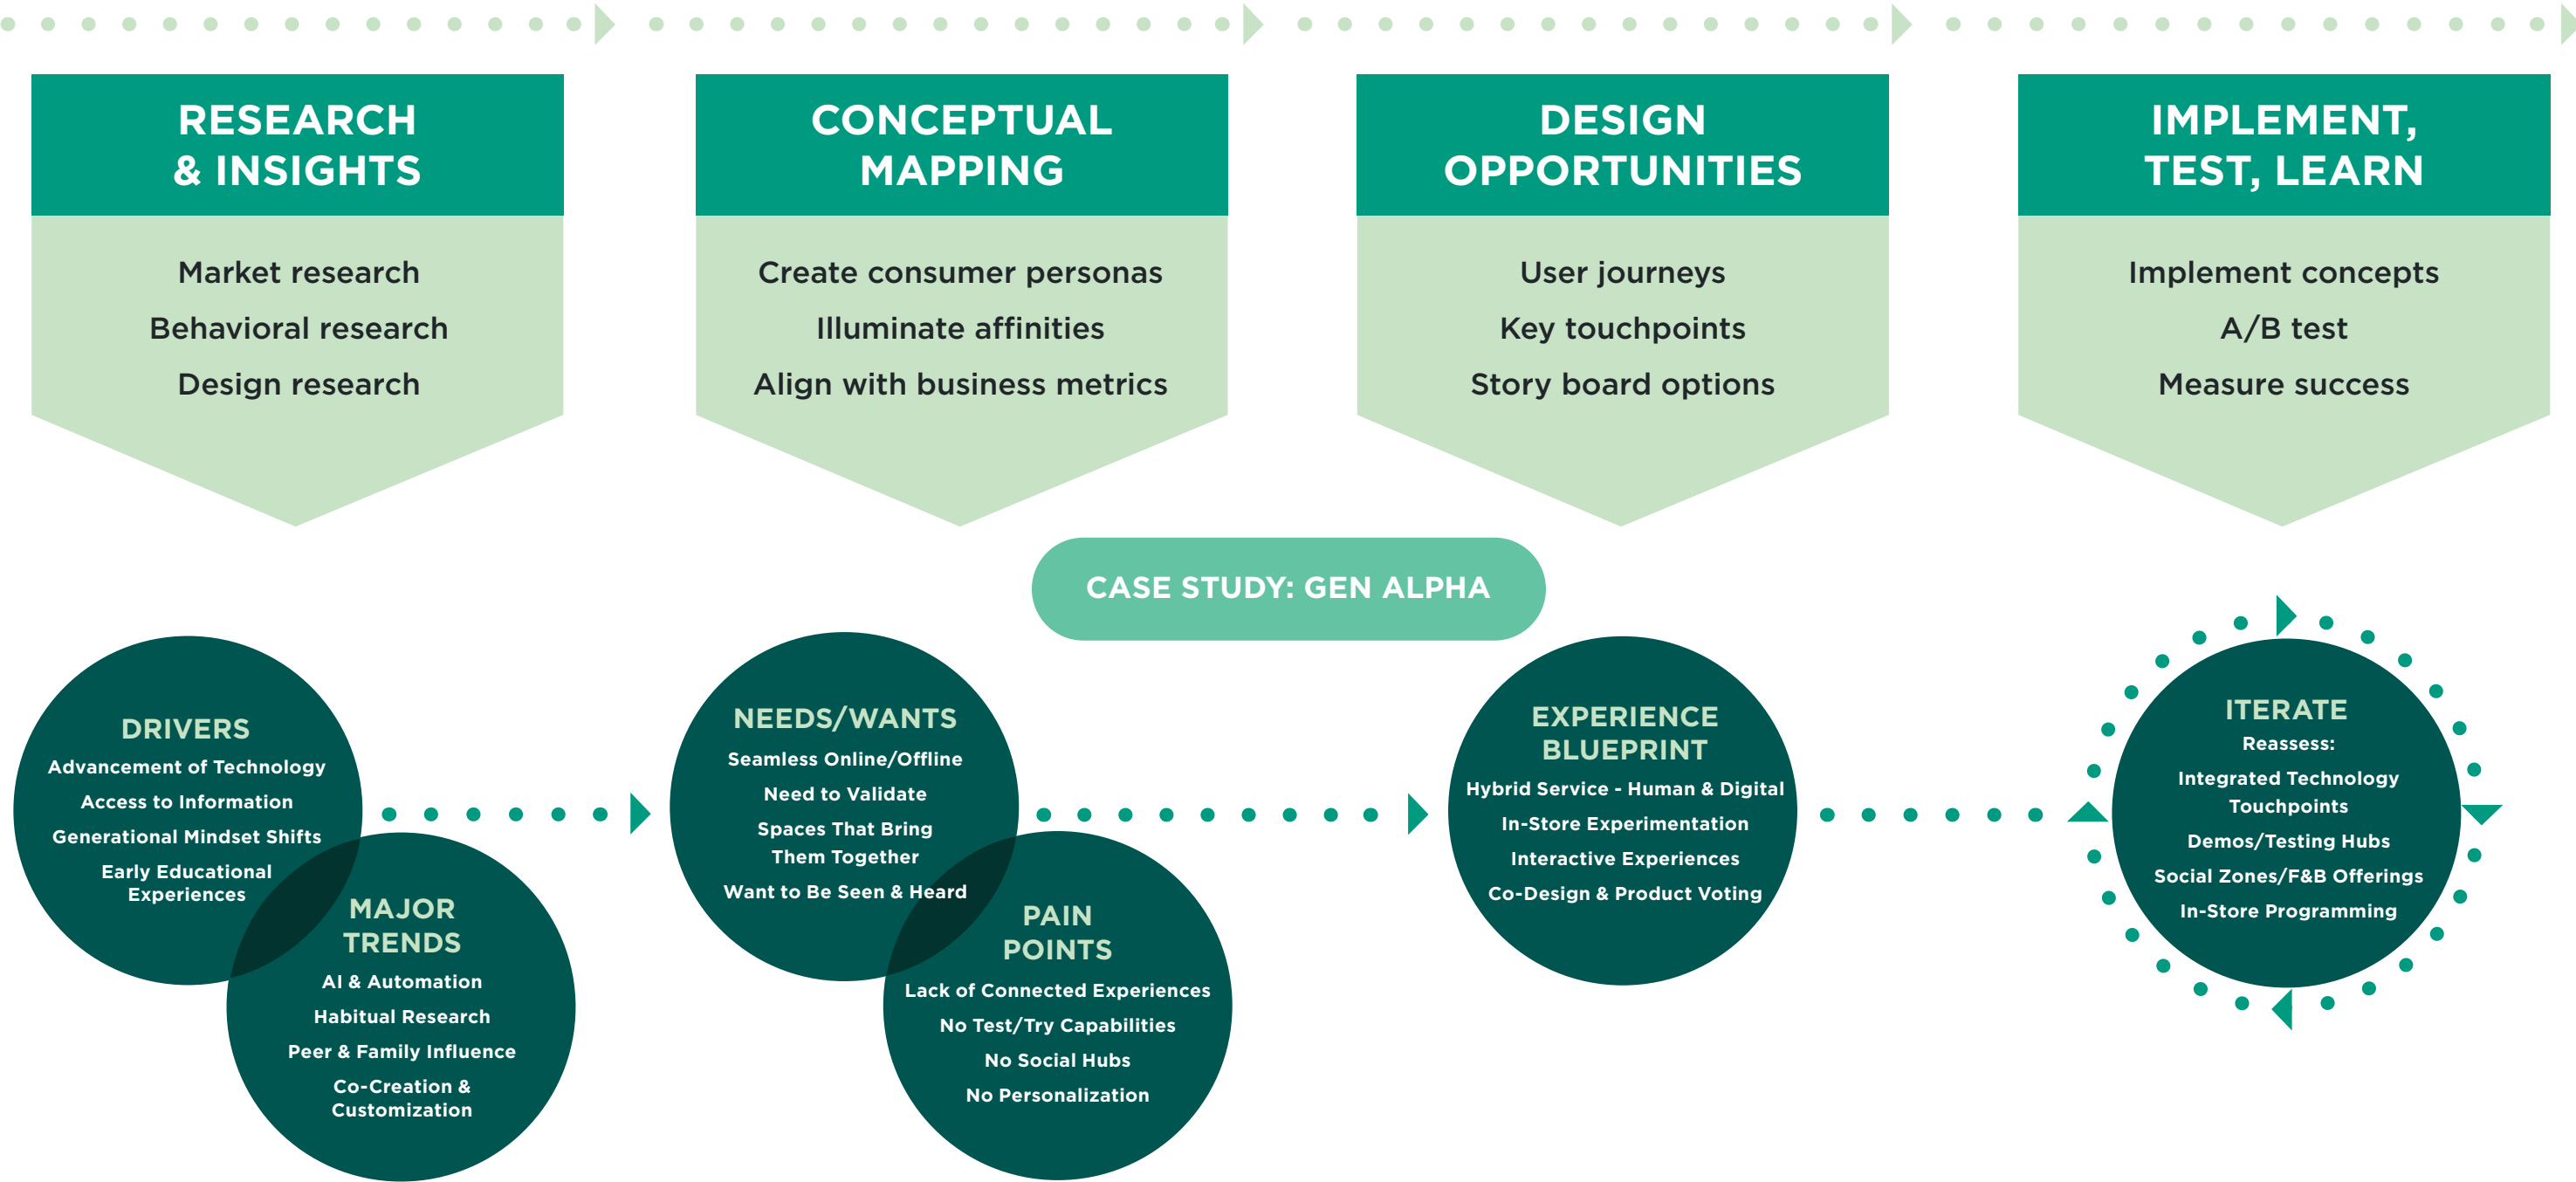 RESEARCH
& INSIGHTS
Market research
Behavioral research
Design research
CONCEPTUAL
MAPPING
Create consumer personas
Illuminate affinities
Align with business metrics
DESIGN
OPPORTUNITIES
User journeys
Key touchpoints
Story board options
IMPLEMENT,
TEST, LEARN
Implement concepts
A/B test
Measure success
CASE STUDY: GEN ALPHA
DRIVERS
Advancement of Technology
Access to Information
Generational Mindset Shifts
Early Educational
Experiences
MAJOR
TRENDS
AI & Automation
Habitual Research
Peer & Family Influence
Co-Creation &
Customization
NEEDS/WANTS
Seamless Online/Offline
Need to Validate
Spaces That Bring
Them Together
Want to Be Seen & Heard
PAIN
POINTS
Lack of Connected Experiences
No Test/Try Capabilities
No Social Hubs
No Personalization
EXPERIENCE
BLUEPRINT
Hybrid Service - Human & Digital
In-Store Experimentation
Interactive Experiences
Co-Design & Product Voting
ITERATE
Reassess:
Integrated Technology
Touchpoints
Demos/Testing Hubs
Social Zones/F&B Offerings
In-Store Programming